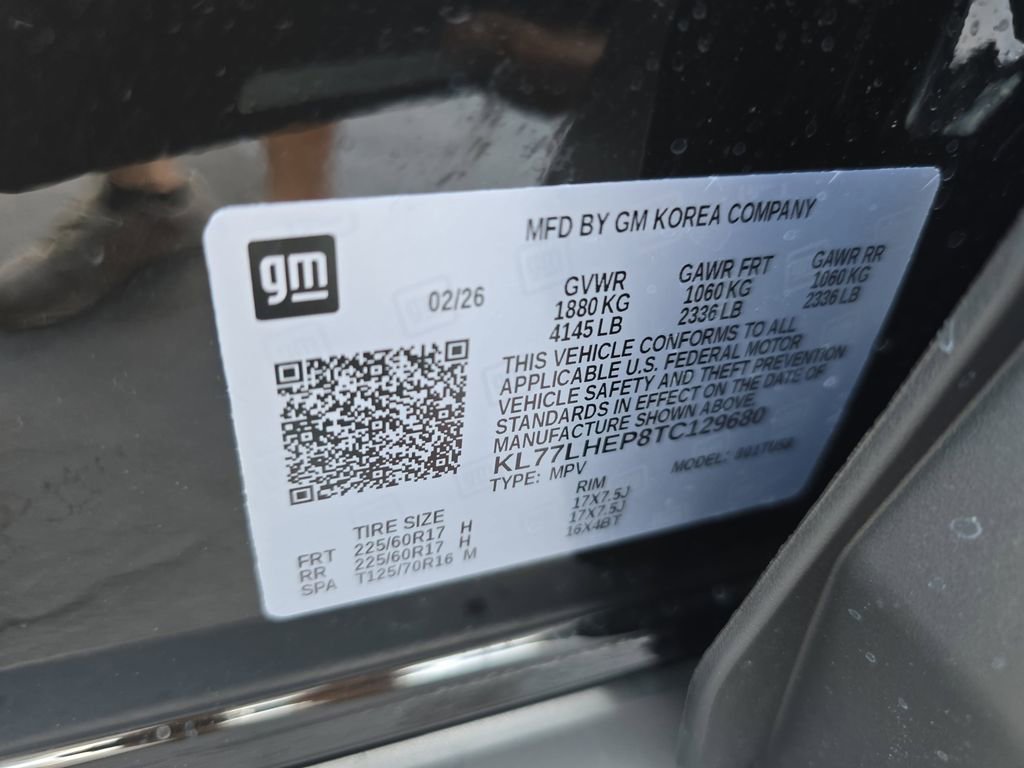 gm
MFD BY GM KOREA COMPANY
02/26
GVWR GAWR FRT GAWR RR
1880 KG 1060 KG 1060 KG
4145 LB 2336 LB 2336 LB
THIS VEHICLE CONFORMS TO ALL
APPLICABLE U.S. FEDERAL MOTOR
VEHICLE SAFETY AND THEFT PREVENTION
STANDARDS IN EFFECT ON THE DATE OF
MANUFACTURE SHOWN ABOVE.
KL77LHEP8TC129680
TYPE: MPV MODEL:
TIRE SIZE RIM
FRT 225/60R17 H 17X7.5J
RR 225/60R17 H 17X7.5J
SPA T125/70R16 M 16X4BT